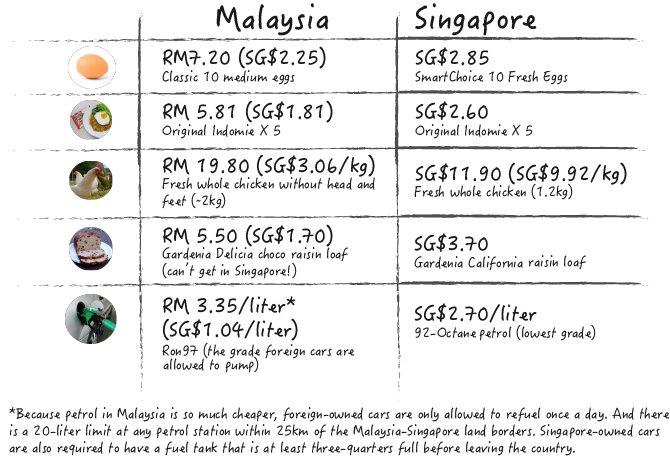 Malaysia Singapore
RM7.20 (SG$2.25)
Classic 10 medium eggs
SG$2.85
SmartChoice 10 Fresh Eggs
RM 5.81 (SG$1.81)
Original Indomie X 5
SG$2.60
Original Indomie X 5
RM 19.80 (SG$3.06/kg)
Fresh whole chicken without head and
feet (~2kg)
SG$11.90 (SG$9.92/kg)
Fresh whole chicken (1.2kg)
RM 5.50 (SG$1.70)
Gardenia Delicia choco raisin loaf
(can't get in Singapore!)
SG$3.70
Gardenia California raisin loaf
RM 3.35/liter*
(SG$1.04/liter)
Ron97 (the grade foreign cars are
allowed to pump)
SG$2.70/liter
92-Octane petrol (lowest grade)
*Because petrol in Malaysia is so much cheaper, foreign-owned cars are only allowed to refuel once a day. And there
is a 20-liter limit at any petrol station within 25km of the Malaysia-Singapore land borders. Singapore-owned cars
are also required to have a fuel tank that is at least three-quarters full before leaving the country.